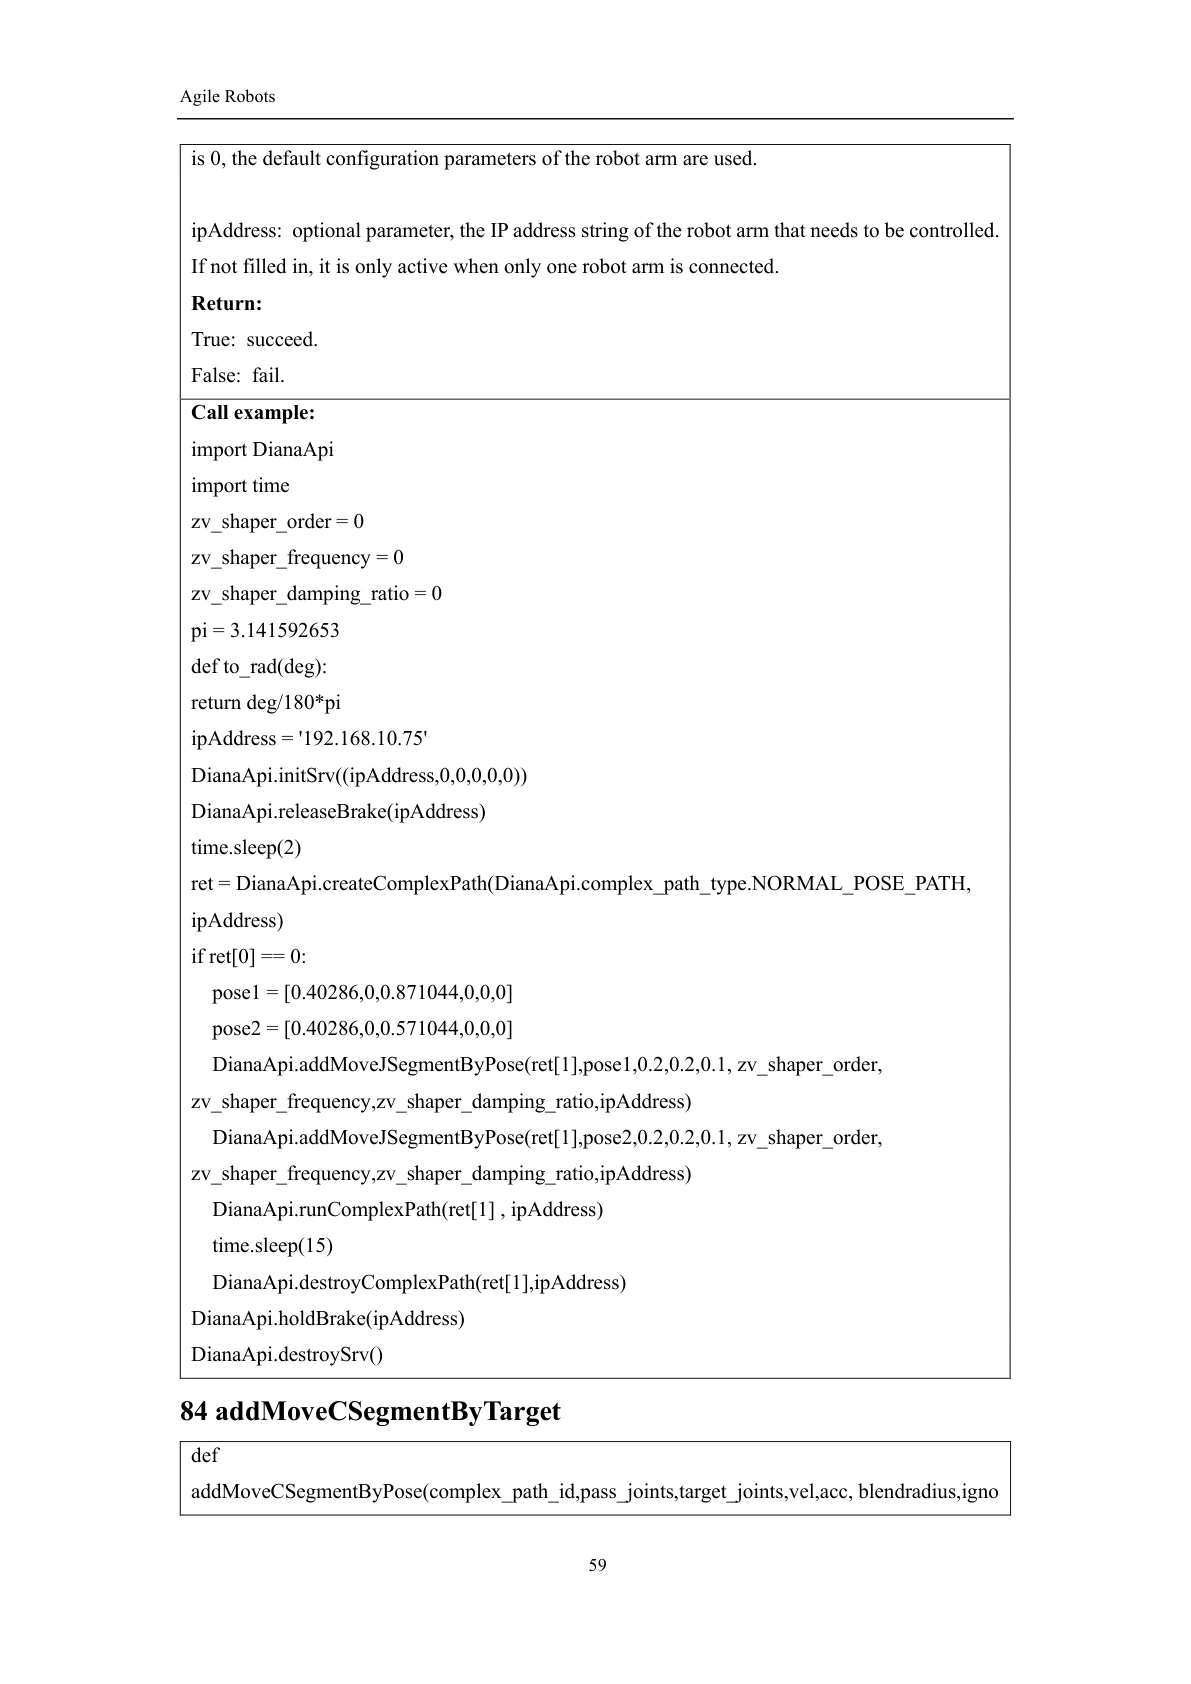 Agile Robots
is 0, the default configuration parameters of the robot arm are used.
ipAddress:  optional parameter, the IP address string of the robot arm that needs to be controlled.
If not filled in, it is only active when only one robot arm is connected.
Return:
True:  succeed.
False:  fail.
Call example:
import DianaApi
import time
zv_shaper_order = 0
zv_shaper_frequency = 0
zv_shaper_damping_ratio = 0
pi = 3.141592653
def to_rad(deg):
return deg/180*pi
ipAddress = '192.168.10.75'
DianaApi.initSrv((ipAddress,0,0,0,0,0))
DianaApi.releaseBrake(ipAddress)
time.sleep(2)
ret = DianaApi.createComplexPath(DianaApi.complex_path_type.NORMAL_POSE_PATH,
ipAddress)
if ret[0] == 0:
    pose1 = [0.40286,0,0.871044,0,0,0]
    pose2 = [0.40286,0,0.571044,0,0,0]
    DianaApi.addMoveJSegmentByPose(ret[1],pose1,0.2,0.2,0.1, zv_shaper_order,
zv_shaper_frequency,zv_shaper_damping_ratio,ipAddress)
    DianaApi.addMoveJSegmentByPose(ret[1],pose2,0.2,0.2,0.1, zv_shaper_order,
zv_shaper_frequency,zv_shaper_damping_ratio,ipAddress)
    DianaApi.runComplexPath(ret[1] , ipAddress)
    time.sleep(15)
    DianaApi.destroyComplexPath(ret[1],ipAddress)
DianaApi.holdBrake(ipAddress)
DianaApi.destroySrv()
84 addMoveCSegmentByTarget
def
addMoveCSegmentByPose(complex_path_id,pass_joints,target_joints,vel,acc, blendradius,igno
59